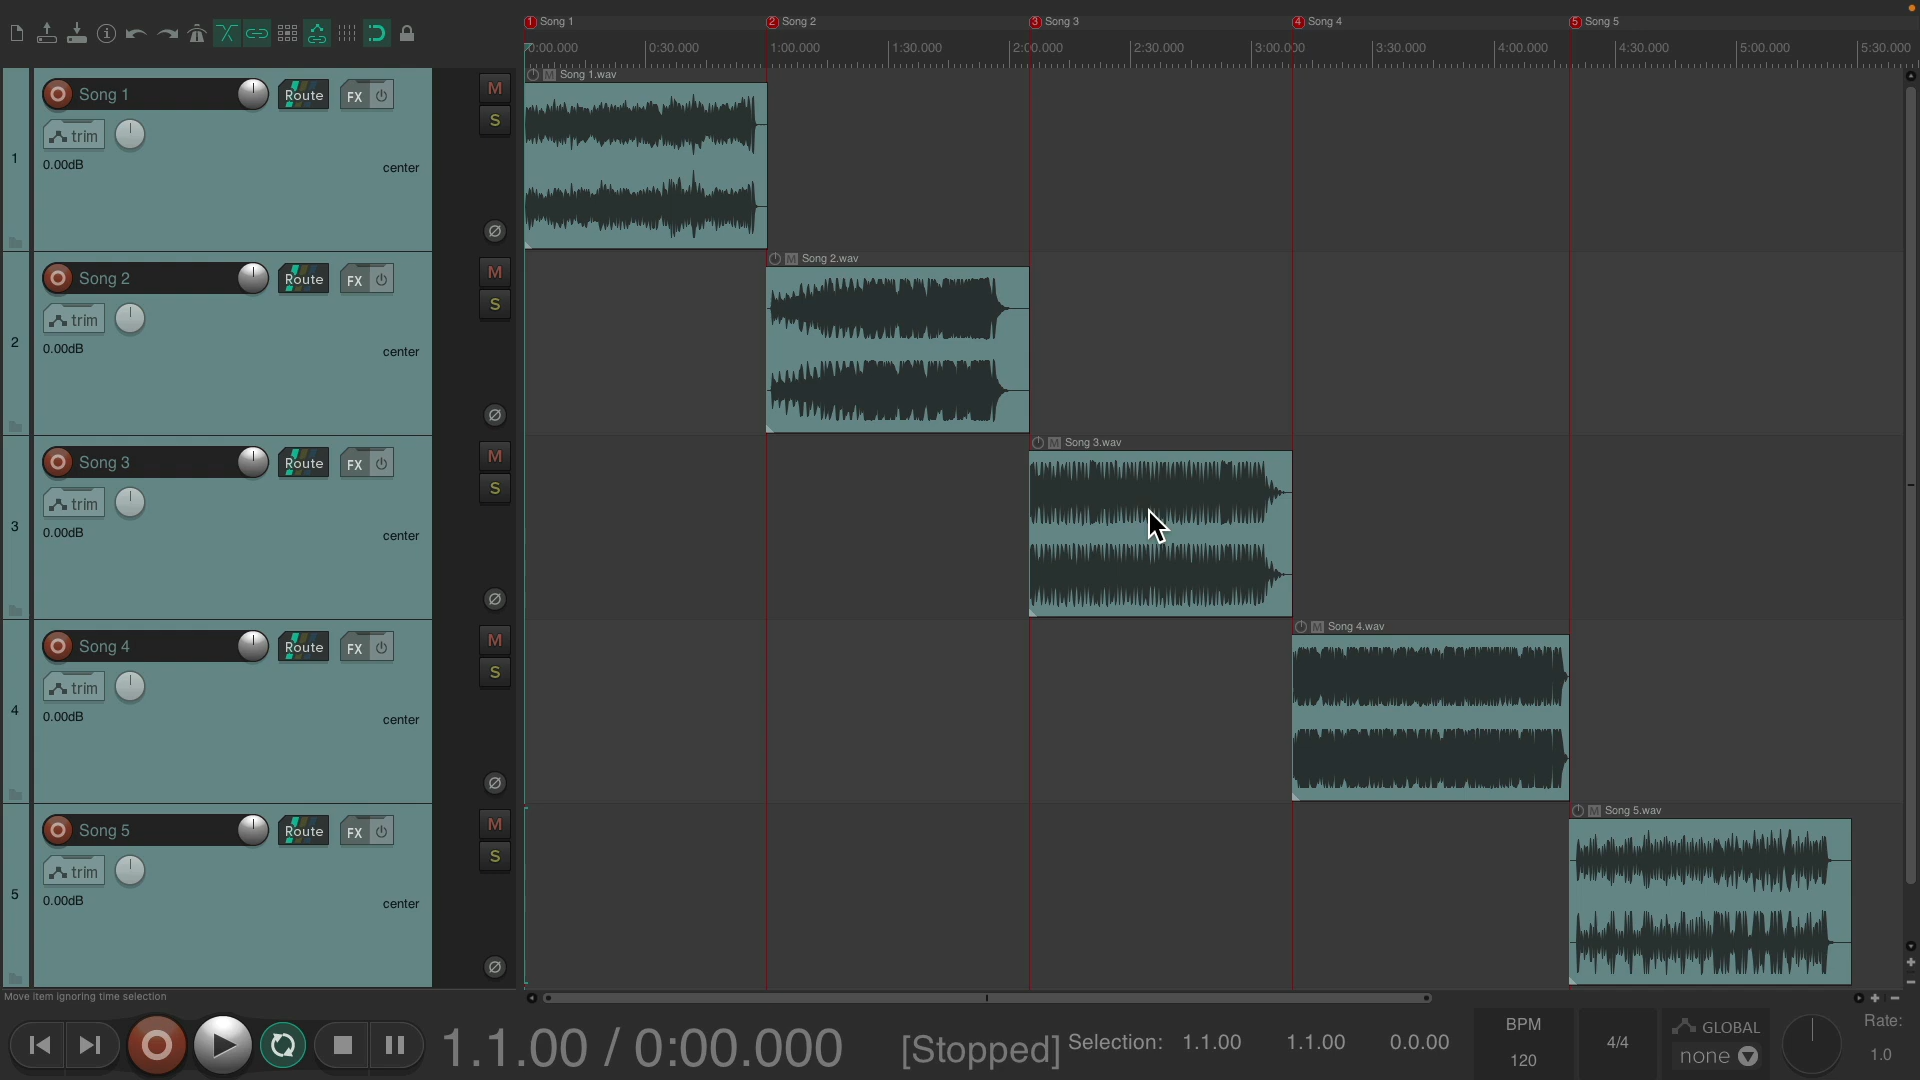 1 Song 1
2 Song 2
3 Song 3
4 Song 4
5 Song 5
0:00.000
0:30.000
1:00.000
1:30.000
2:00.000
2:30.000
3:00.000
3:30.000
4:00.000
4:30.000
5:00.000
5:30.000
1
Song 1
Route
FX
M
S
trim
0.00dB
center
M Song 1.wav
2
Song 2
Route
FX
M
S
trim
0.00dB
center
M Song 2.wav
3
Song 3
Route
FX
M
S
trim
0.00dB
center
M Song 3.wav
4
Song 4
Route
FX
M
S
trim
0.00dB
center
M Song 4.wav
5
Song 5
Route
FX
M
S
trim
0.00dB
center
M Song 5.wav
Move item ignoring time selection
1.1.00 / 0:00.000
[Stopped]
Selection: 1.1.00 1.1.00 0.0.00
BPM
120
4/4
GLOBAL
none
Rate:
1.0